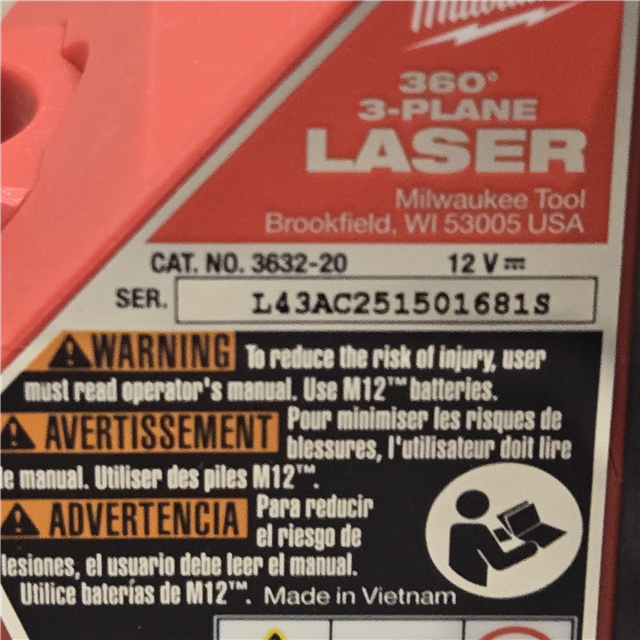 Milwaukee
360°
3-PLANE
LASER
Milwaukee Tool
Brookfield, WI 53005 USA
CAT. NO. 3632-20 12 V
SER. L43AC251501681S
WARNING To reduce the risk of injury, user
must read operator's manual. Use M12™ batteries.
AVERTISSEMENT Pour minimiser les risques de
blessures, l'utilisateur doit lire
le manual. Utiliser des piles M12™.
ADVERTENCIA Para reducir
el riesgo de
lesiones, el usuario debe leer el manual.
Utilice baterías de M12™. Made in Vietnam